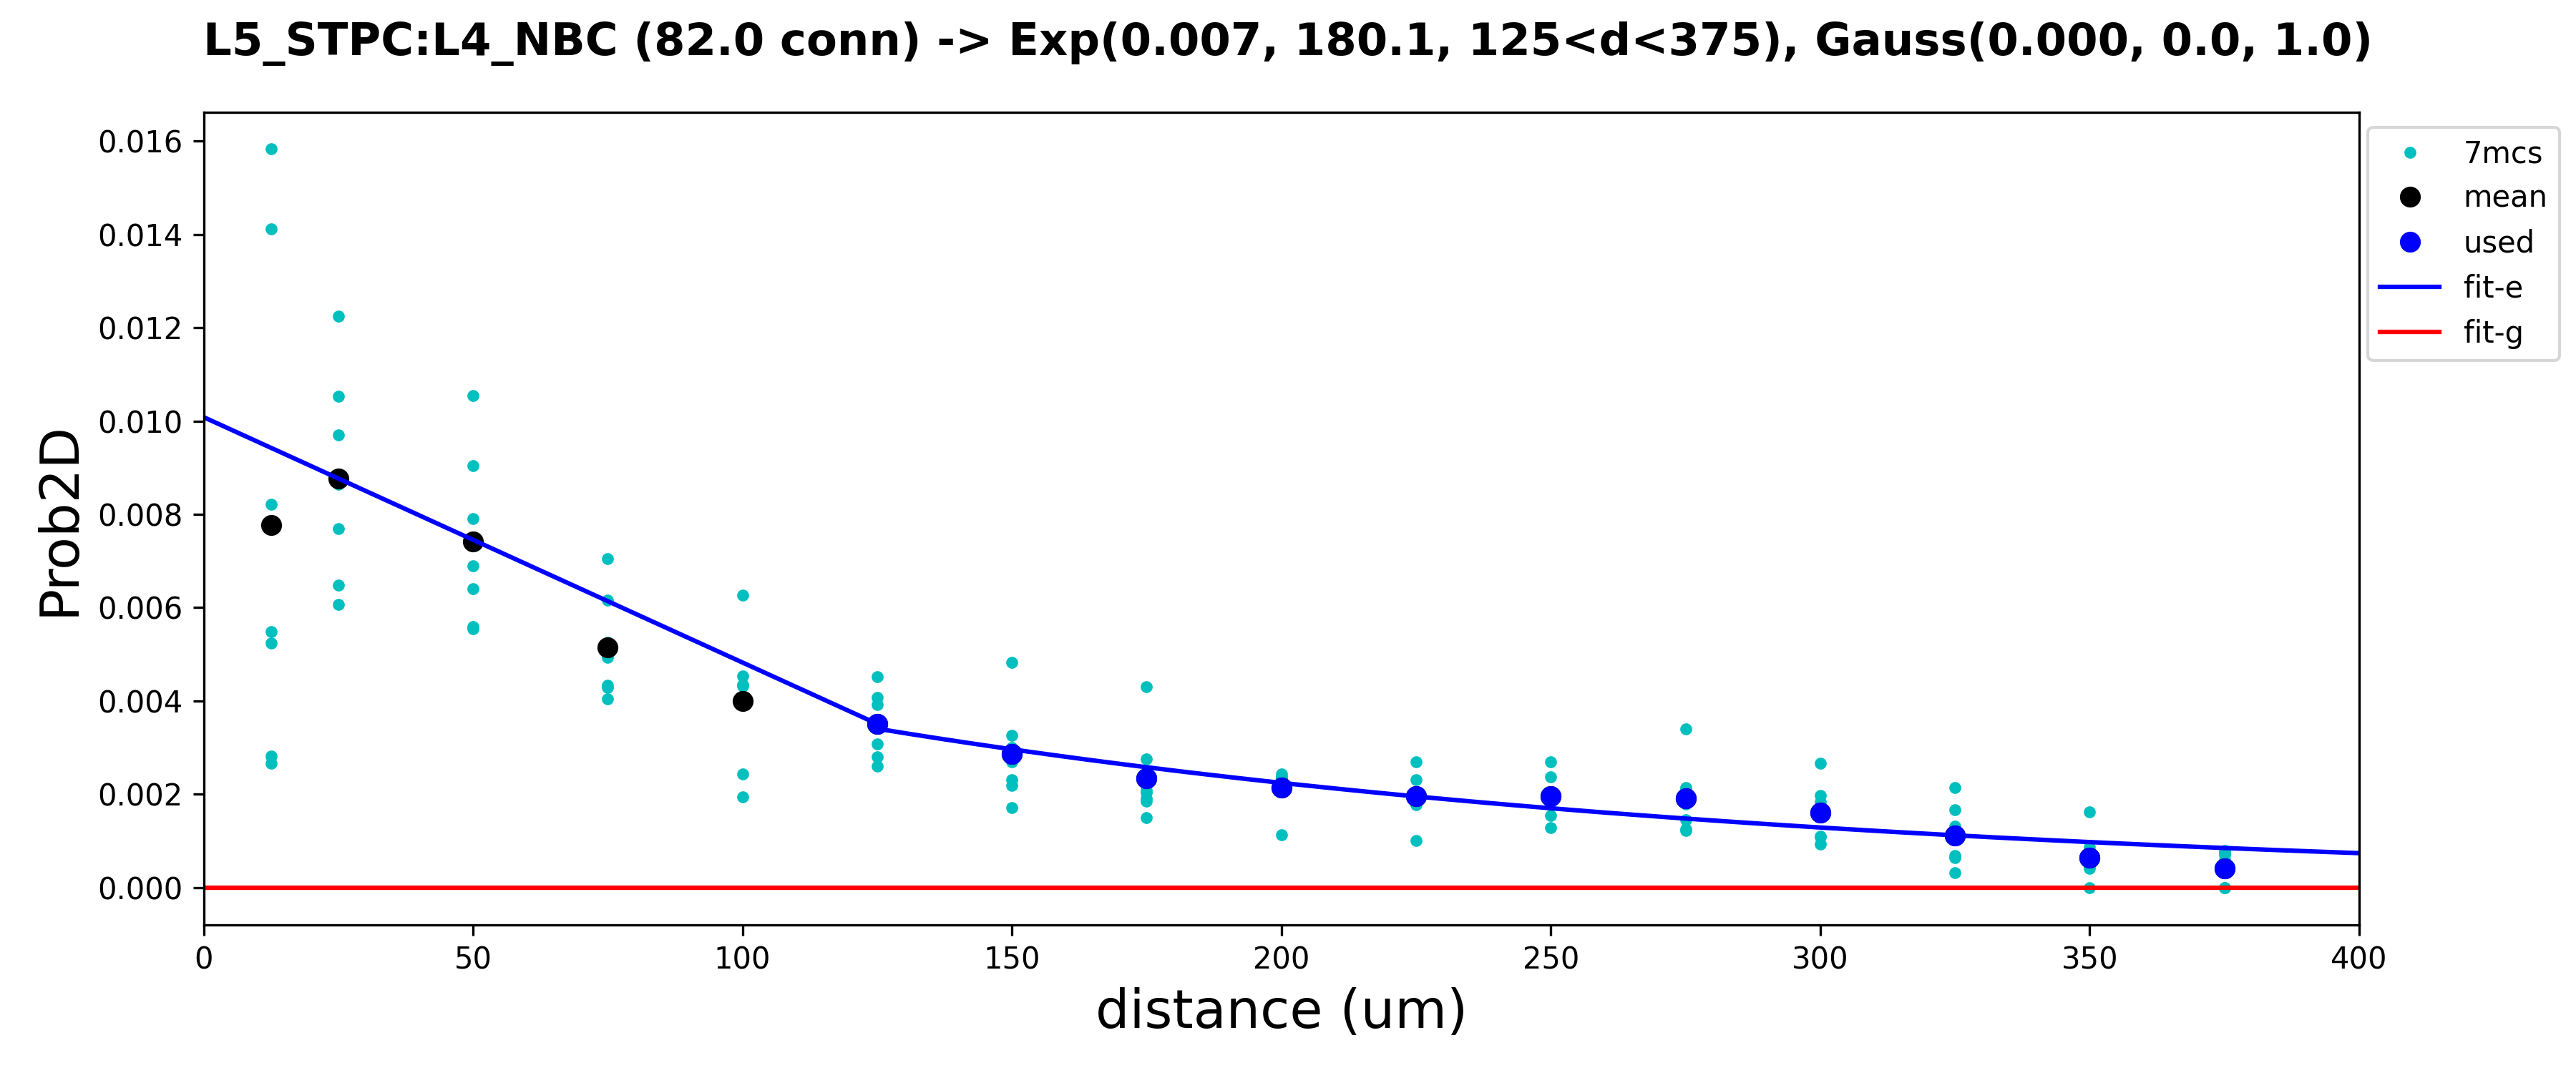 L5_STPC:L4_NBC (82.0 conn) -> Exp(0.007, 180.1, 125<d<375), Gauss(0.000, 0.0, 1.0)
0.016
0.014
0.012
0.010
0.008
0.006
0.004
0.002
0.000
Prob2D
0 50 100 150 200 250 300 350 400
distance (um)
7mcs
mean
used
fit-e
fit-g